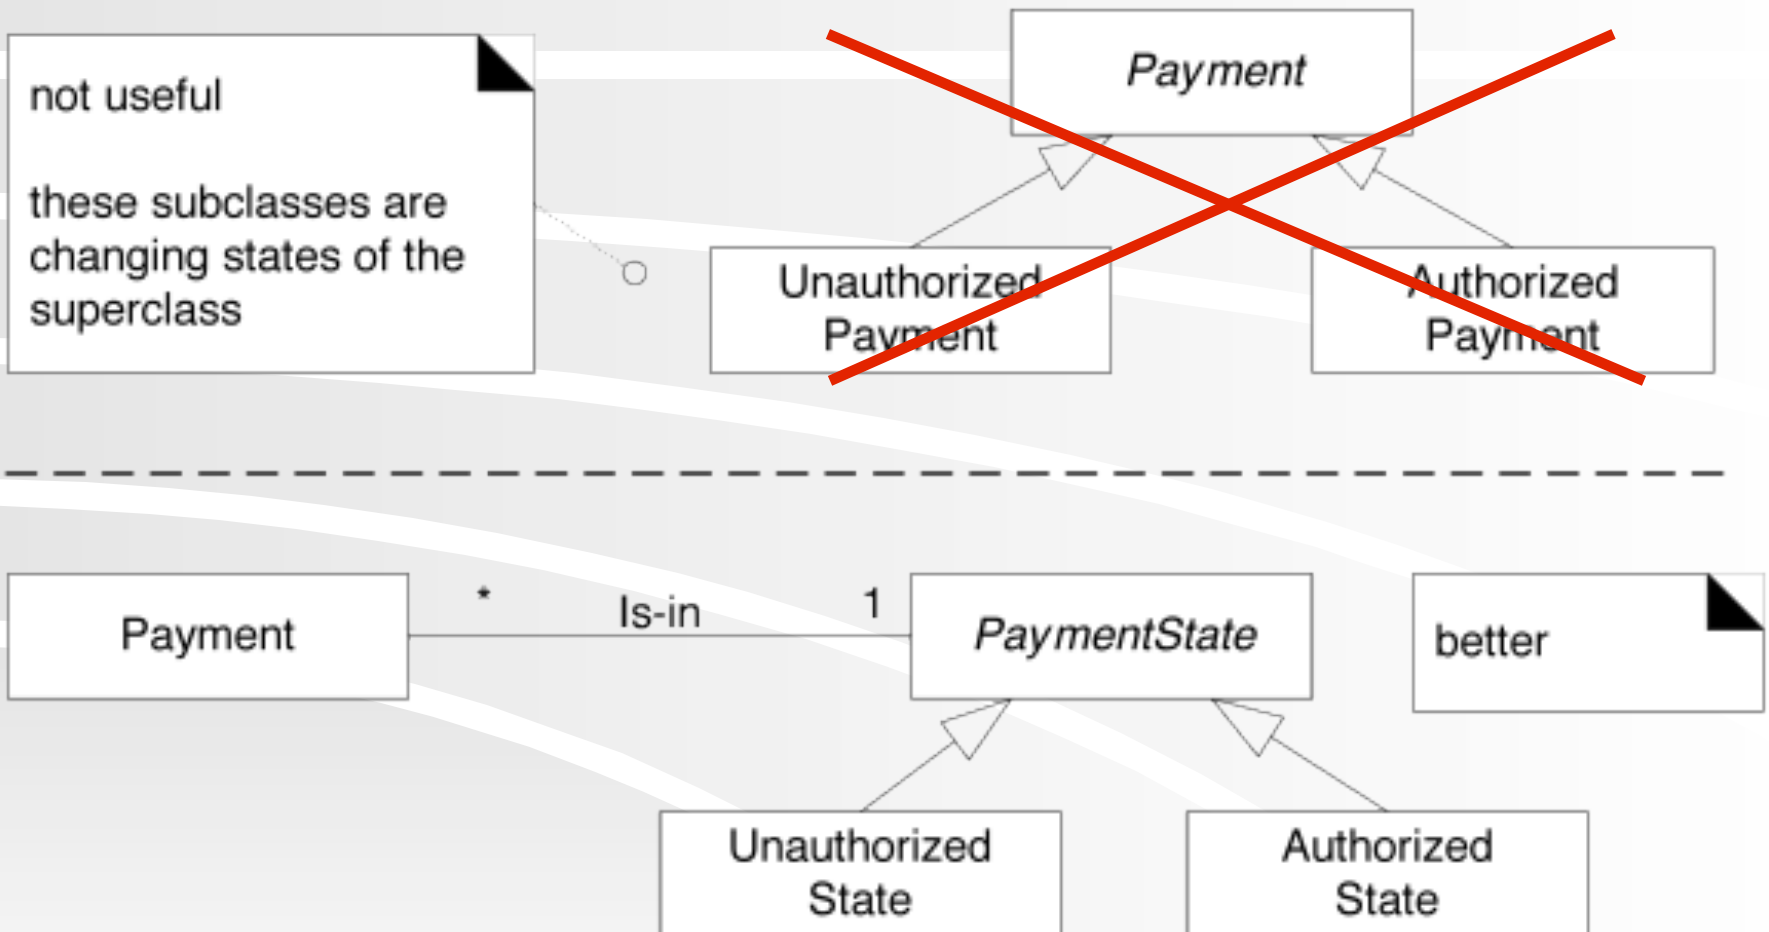 not useful
these subclasses are
changing states of the
superclass
Payment
Unauthorized
Payment
Authorized
Payment
Payment
*
Is-in
1
PaymentState
better
Unauthorized
State
Authorized
State